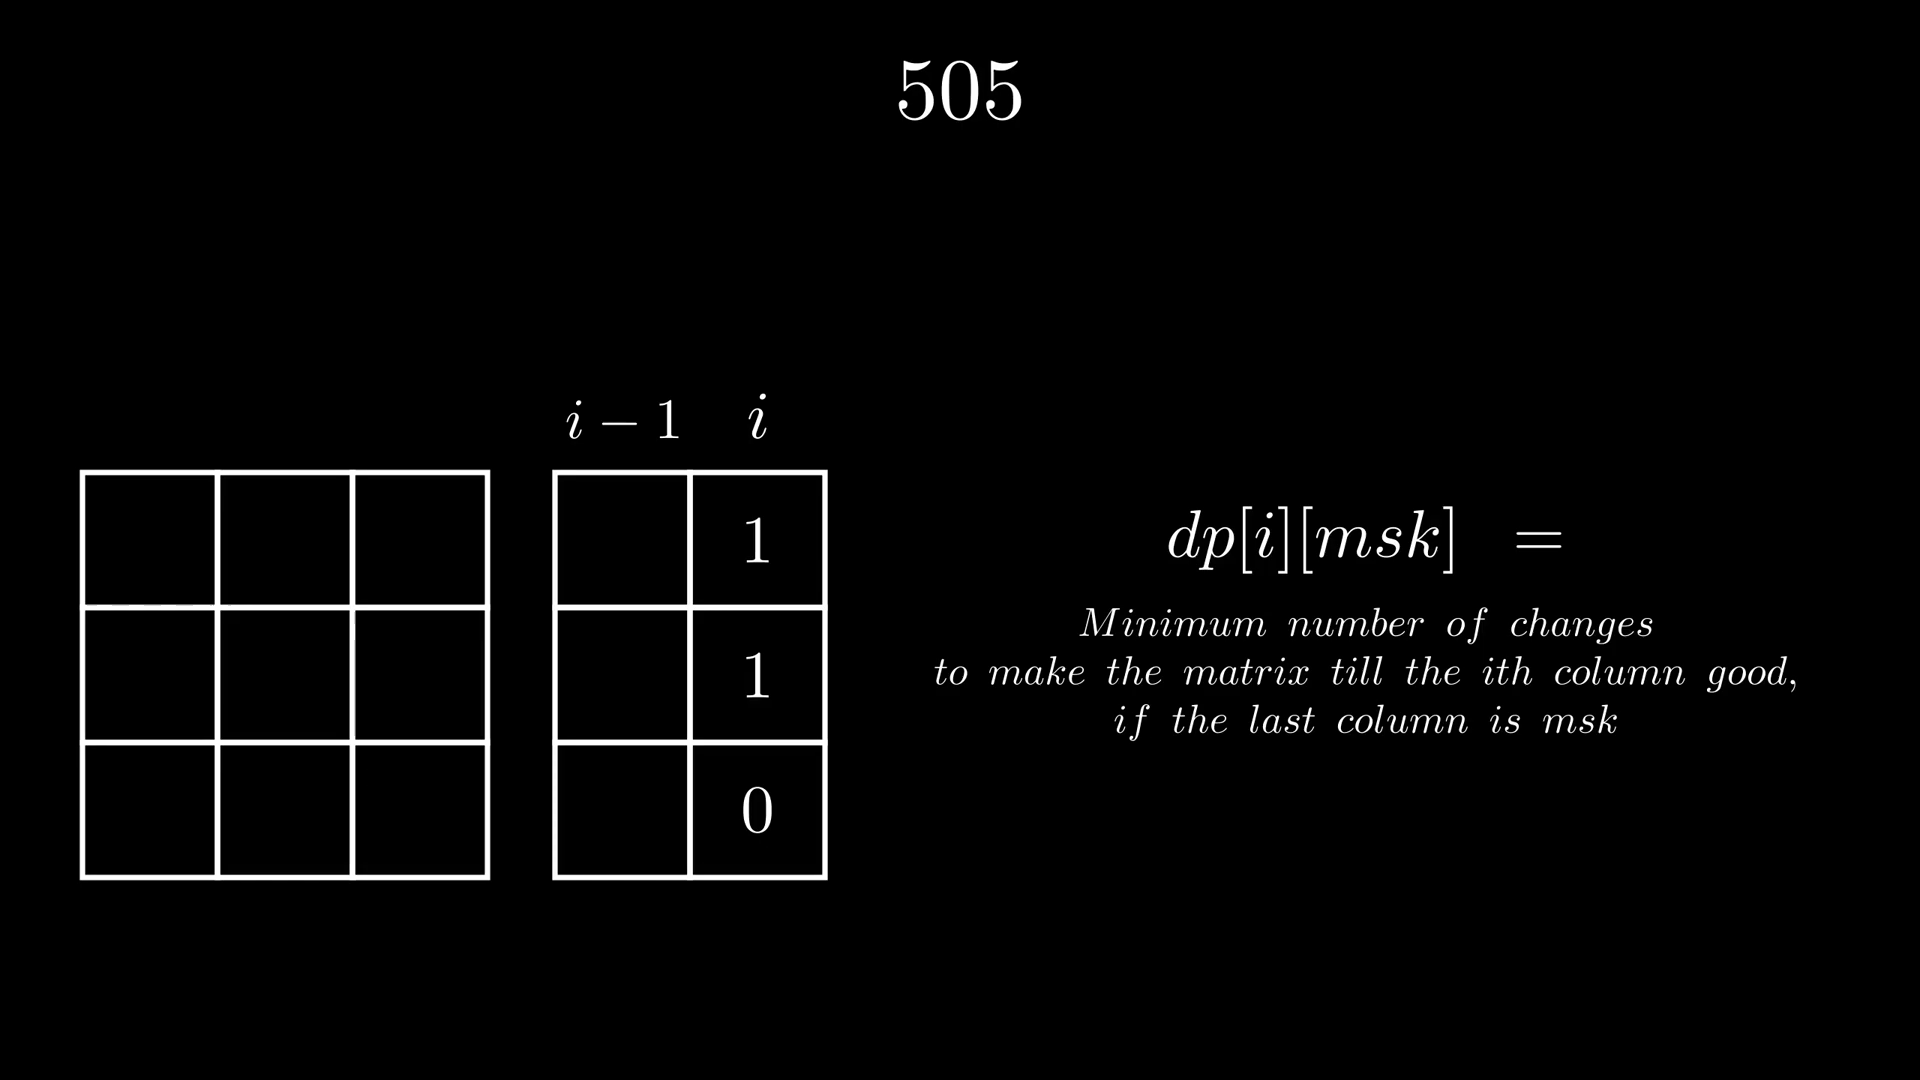 505
i − 1 i
1
1
0
dp[i][msk] =
Minimum number of changes
to make the matrix till the ith column good,
if the last column is msk